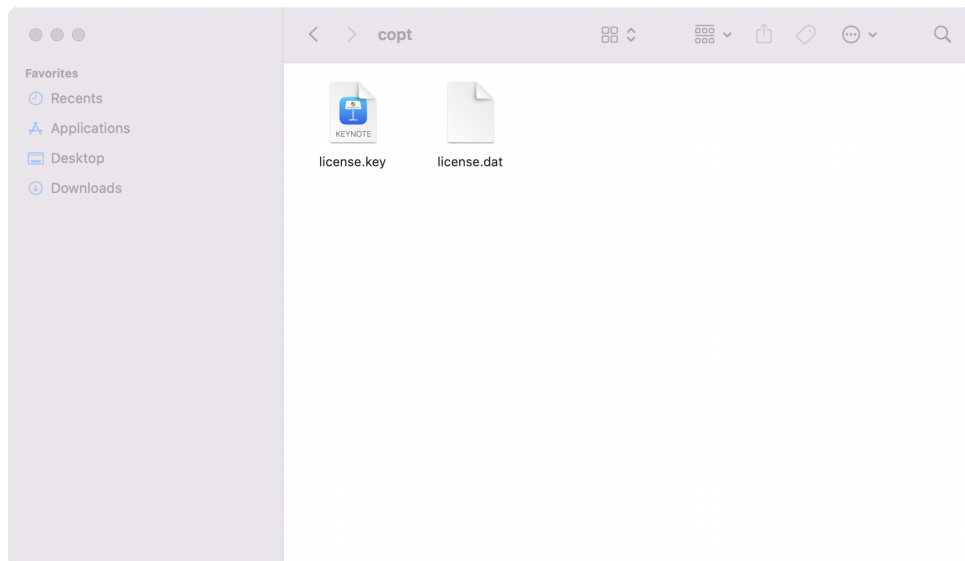 copt
Favorites
Recents
Applications
Desktop
Downloads
KEYNOTE
license.key
license.dat